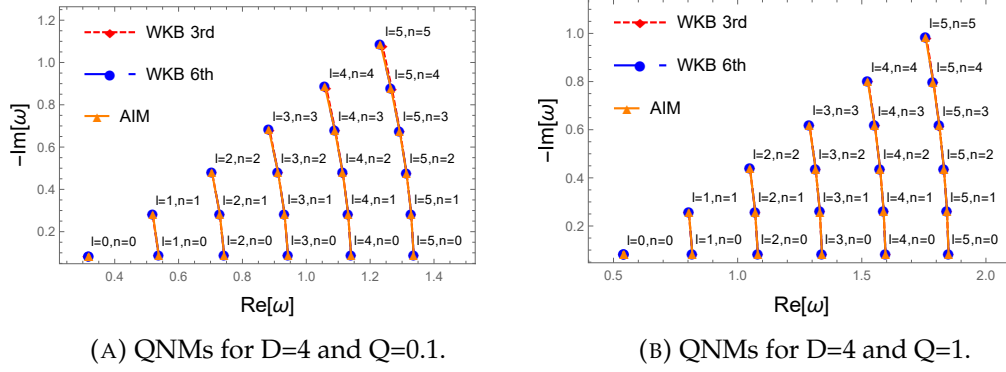 WKB 3rd
WKB 6th
AIM
l=5,n=5
l=4,n=4 l=5,n=4
l=3,n=3 l=4,n=3 l=5,n=3
l=2,n=2 l=3,n=2 l=4,n=2 l=5,n=2
l=1,n=1 l=2,n=1 l=3,n=1 l=4,n=1 l=5,n=1
l=0,n=0 l=1,n=0 l=2,n=0 l=3,n=0 l=4,n=0 l=5,n=0
1.2
1.0
0.8
0.6
0.4
0.2
-Im[ω]
0.4 0.6 0.8 1.0 1.2 1.4
Re[ω]
(A) QNMs for D=4 and Q=0.1.
WKB 3rd
WKB 6th
AIM
l=5,n=5
l=4,n=4 l=5,n=4
l=3,n=3 l=4,n=3 l=5,n=3
l=2,n=2 l=3,n=2 l=4,n=2 l=5,n=2
l=1,n=1 l=2,n=1 l=3,n=1 l=4,n=1 l=5,n=1
l=0,n=0 l=1,n=0 l=2,n=0 l=3,n=0 l=4,n=0 l=5,n=0
1.0
0.8
0.6
0.4
0.2
-Im[ω]
0.5 1.0 1.5 2.0
Re[ω]
(B) QNMs for D=4 and Q=1.